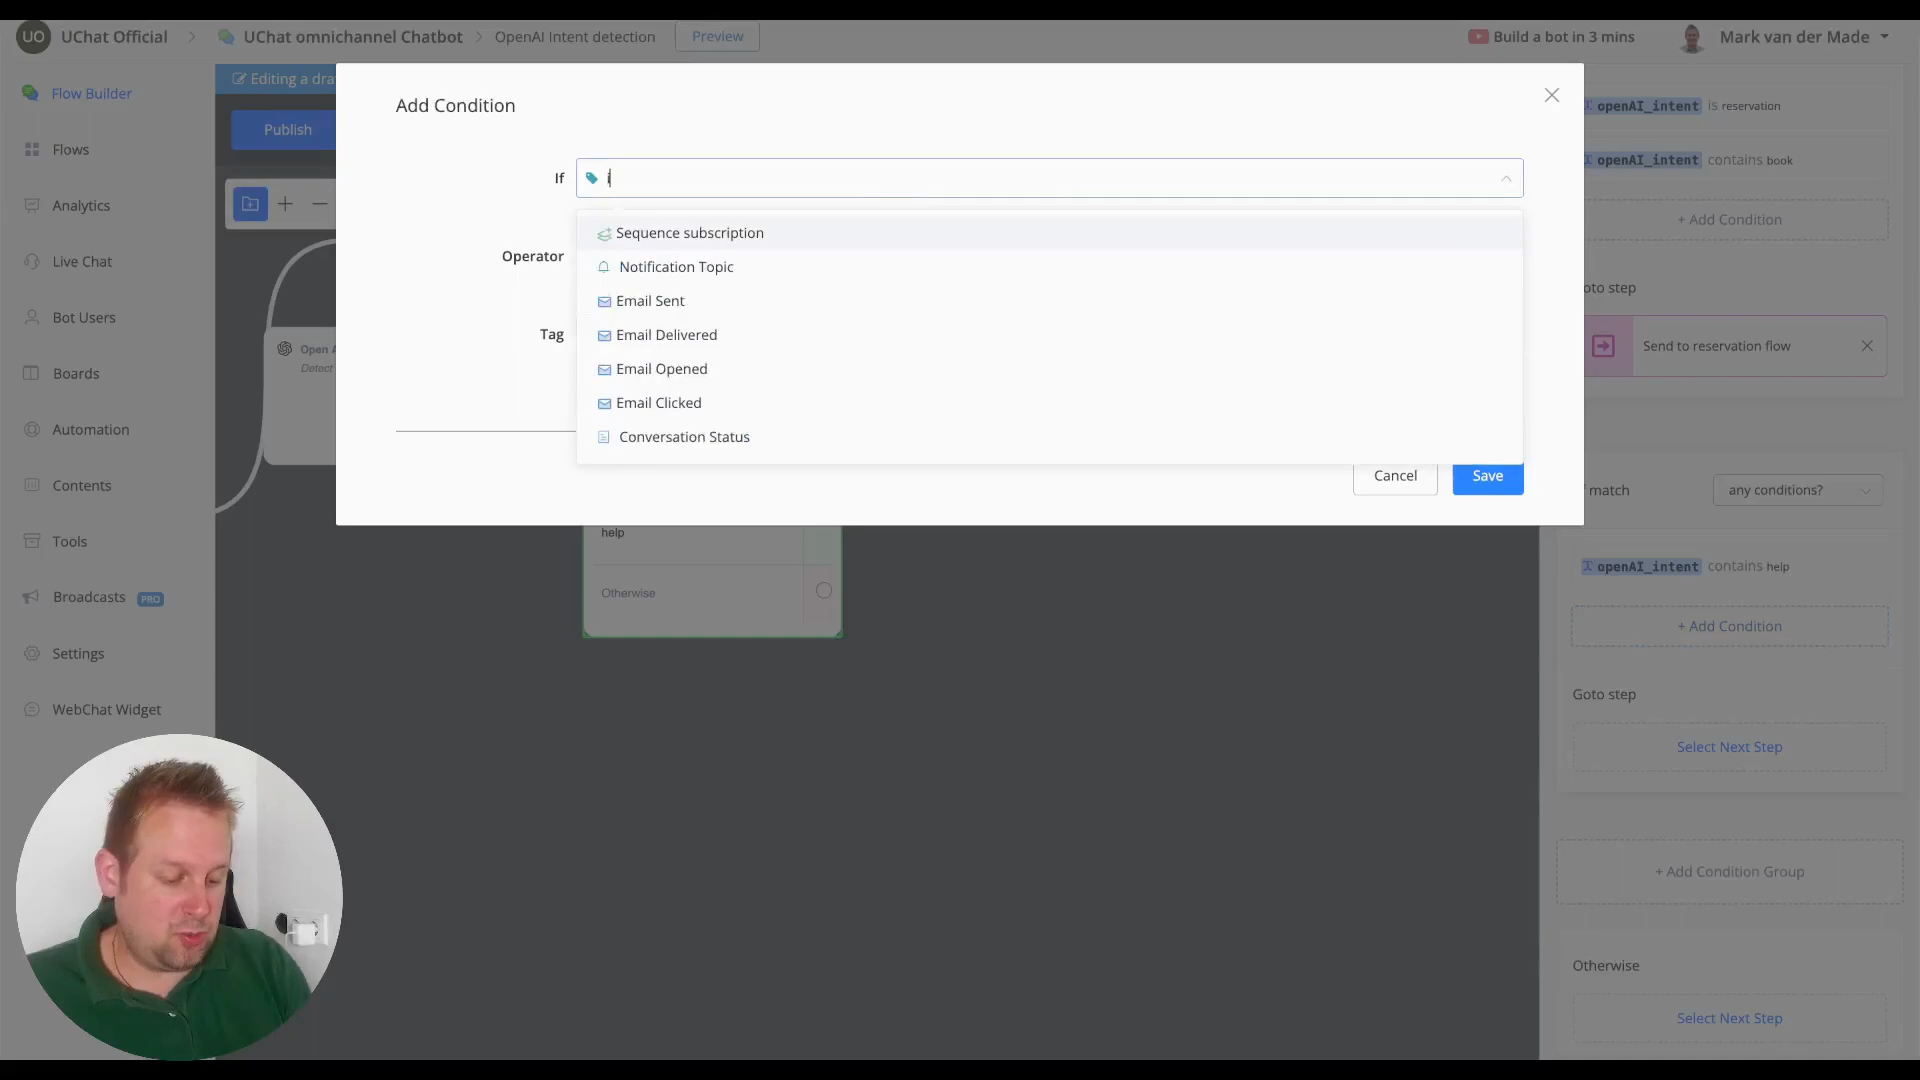 UO UChat Official UChat omnichannel Chatbot OpenAI Intent detection Preview Build a bot in 3 mins Mark van der Made
Flow Builder
Flows
Analytics
Live Chat
Bot Users
Boards
Automation
Contents
Tools
Broadcasts PRO
Settings
WebChat Widget
Editing a dra
Publish
Open A
Detect
Add Condition
If i
Sequence subscription
Notification Topic
Email Sent
Email Delivered
Email Opened
Email Clicked
Conversation Status
Operator
Tag
Cancel Save
help
Otherwise
openAI_intent is reservation
openAI_intent contains book
+ Add Condition
oto step
Send to reservation flow
match any conditions?
openAI_intent contains help
+ Add Condition
Goto step
Select Next Step
+ Add Condition Group
Otherwise
Select Next Step